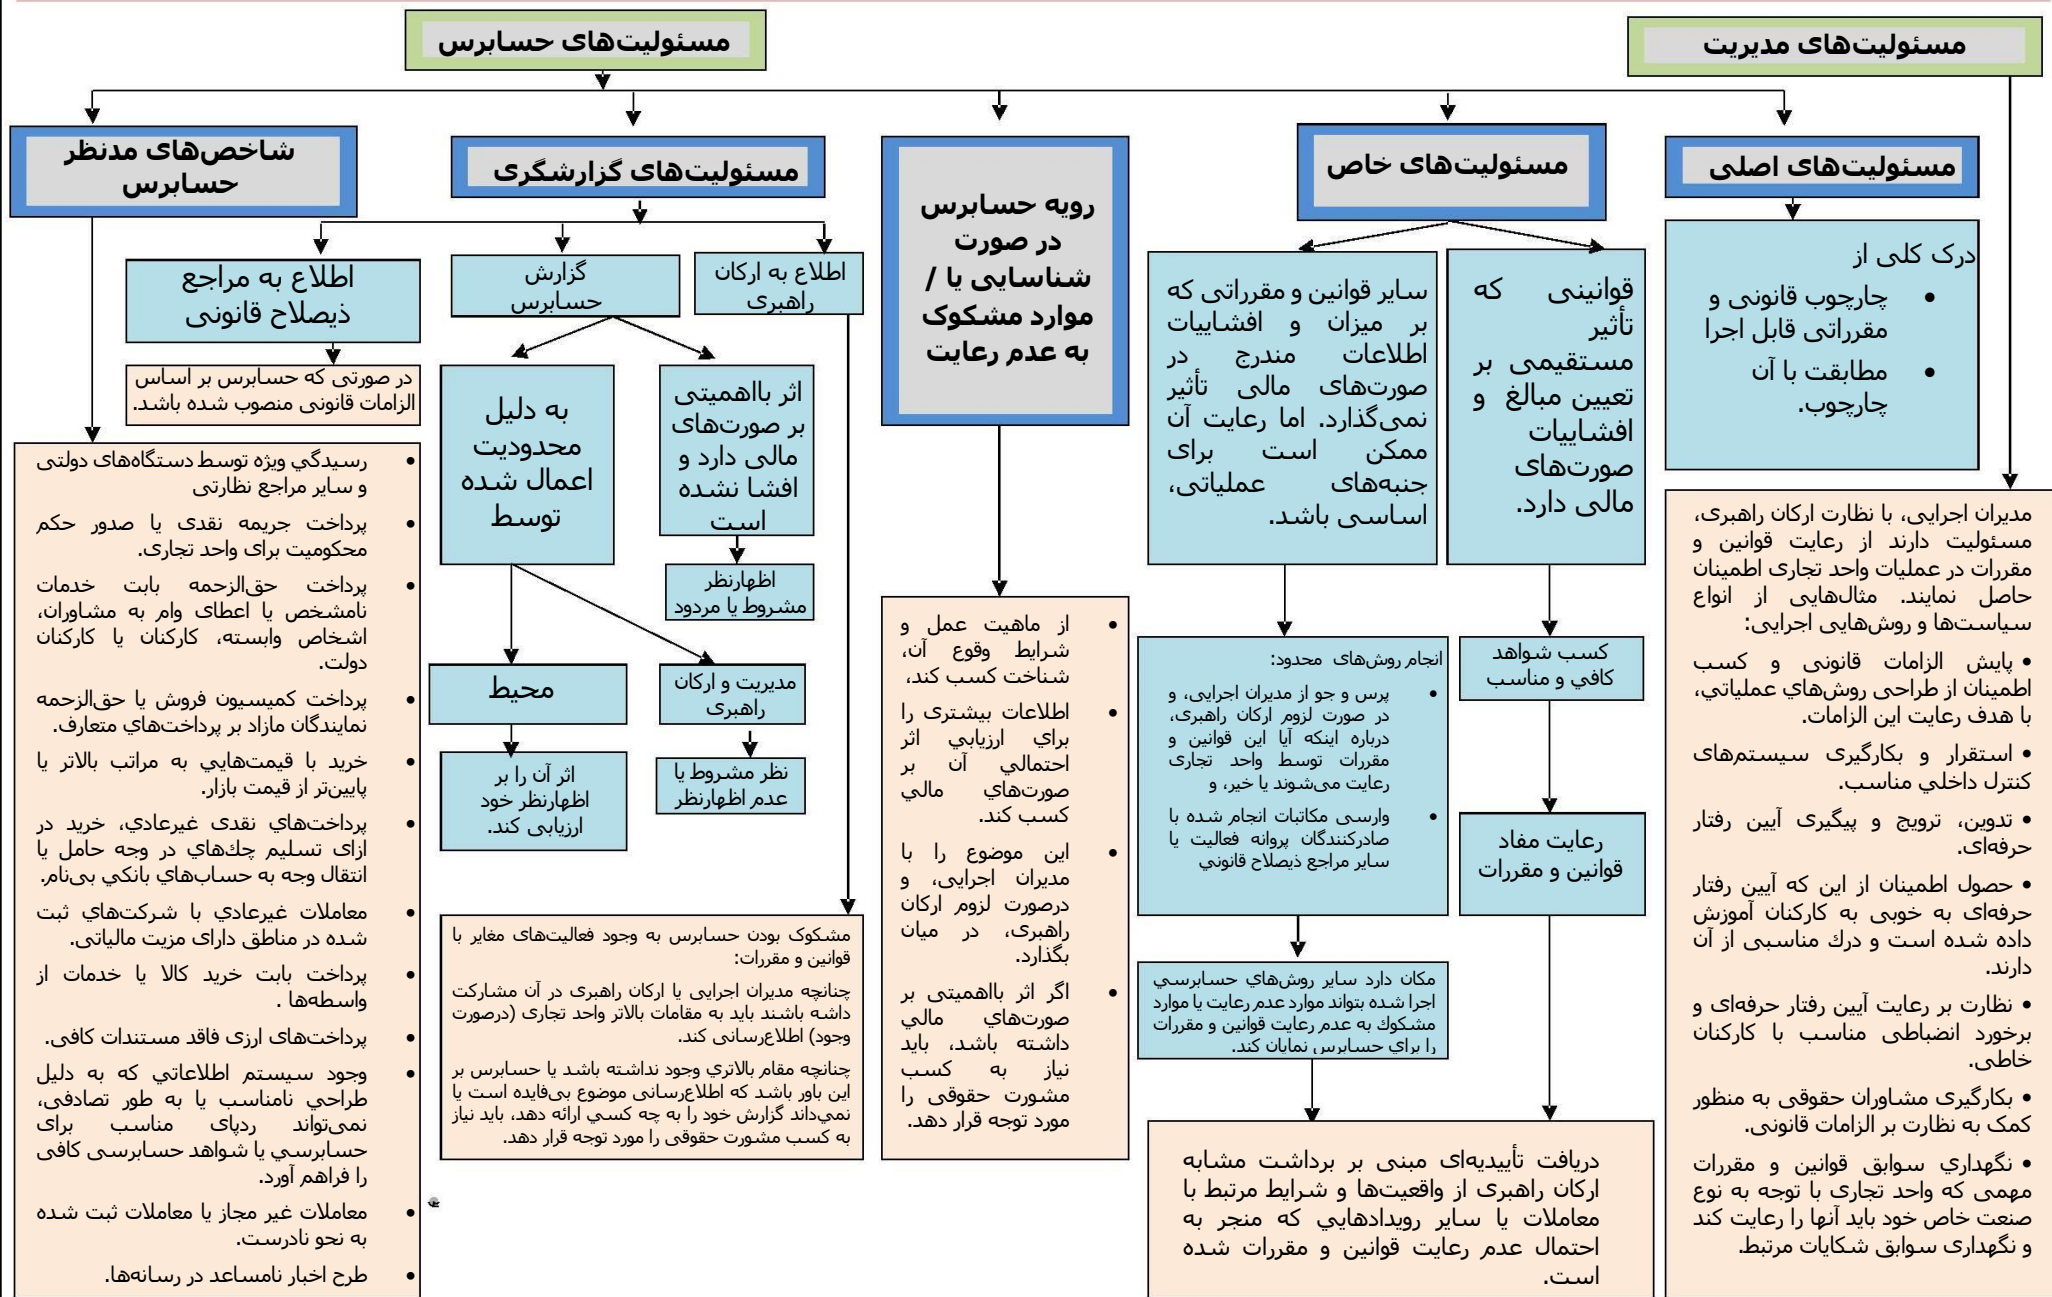 مسئولیت‌های مدیریت
مدیران اجرایی، با نظارت ارکان راهبری،
مسئولیت دارند از رعایت قوانین و
مقررات در عملیات واحد تجاری اطمینان
حاصل نمایند. مثال‌هایی از انواع
سیاست‌ها و روش‌هایی اجرایی:
• پایش الزامات قانونی و کسب
اطمینان از طراحی روش‌هاي عملیاتي،
با هدف رعایت این الزامات.
• استقرار و بکارگیری سیستم‌های
کنترل داخلي مناسب.
• تدوین، ترویج و پیگیری آیین رفتار
حرفه‌ای.
• حصول اطمینان از این که آیین رفتار
حرفه‌ای به خوبی به کارکنان آموزش
داده شده است و درك مناسبی از آن
دارند.
• نظارت بر رعایت آیین رفتار حرفه‌ای و
برخورد انضباطی مناسب با کارکنان
خاطی.
• بکارگیری مشاوران حقوقی به منظور
کمک به نظارت بر الزامات قانونی.
• نگهداري سوابق قوانین و مقررات
مهمی که واحد تجاری با توجه به نوع
صنعت خاص خود باید آنها را رعایت کند
و نگهداری سوابق شکایات مرتبط.
مسئولیت‌های حسابرس
مسئولیت‌های اصلی
درک کلی از
• چارچوب قانونی و
مقرراتی قابل اجرا
• مطابقت با آن
چارچوب.
مسئولیت‌های خاص
قوانینی که
تأثیر
مستقیمی بر
تعیین مبالغ و
افشاییات
صورت‌های
مالی دارد.
کسب شواهد
کافي و مناسب
رعایت مفاد
قوانین و مقررات
سایر قوانین و مقرراتی که
بر میزان و افشاییات
اطلاعات مندرج در
صورت‌های مالی تأثیر
نمی‌گذارد. اما رعایت آن
ممکن است برای
جنبه‌های عملیاتی،
اساسی باشد.
انجام روش‌های محدود:
• پرس و جو از مدیران اجرایی، و
در صورت لزوم ارکان راهبری،
درباره اینکه آیا این قوانین و
مقررات توسط واحد تجاری
رعایت می‌شوند یا خیر، و
• وارسی مکاتبات انجام شده با
صادرکنندگان پروانه فعالیت یا
سایر مراجع ذیصلاح قانوني
مکان دارد سایر روش‌هاي حسابرسي
اجرا شده بتواند موارد عدم رعایت یا موارد
مشکوك به عدم رعایت قوانین و مقررات
را براي حسابرس نمایان کند.
دریافت تأییدیه‌ای مبنی بر برداشت مشابه
ارکان راهبری از واقعیت‌ها و شرایط مرتبط با
معاملات یا سایر رویدادهایي که منجر به
احتمال عدم رعایت قوانین و مقررات شده
است.
رویه حسابرس
در صورت
شناسایی یا /
موارد مشکوک
به عدم رعایت
• از ماهیت عمل و
شرایط وقوع آن،
شناخت کسب کند،
• اطلاعات بیشتری را
براي ارزیابي اثر
احتمالي آن بر
صورت‌هاي مالي
کسب کند.
• این موضوع را با
مدیران اجرایی، و
درصورت لزوم ارکان
راهبری، در میان
بگذارد.
• اگر اثر بااهمیتی بر
صورت‌هاي مالي
داشته باشد، باید
نیاز به کسب
مشورت حقوقی را
مورد توجه قرار دهد.
مسئولیت‌های گزارشگری
اطلاع به ارکان
راهبری
مشکوک بودن حسابرس به وجود فعالیت‌های مغایر با
قوانین و مقررات:
چنانچه مدیران اجرایی یا ارکان راهبری در آن مشارکت
داشه باشند باید به مقامات بالاتر واحد تجاری (درصورت
وجود) اطلاع‌رسانی کند.
چنانچه مقام بالاتري وجود نداشته باشد یا حسابرس بر
این باور باشد که اطلاع‌رسانی موضوع بی‌فایده است یا
نمي‌داند گزارش خود را به چه کسي ارائه دهد، باید نیاز
به کسب مشورت حقوقی را مورد توجه قرار دهد.
گزارش
حسابرس
اثر بااهمیتی
بر صورت‌های
مالی دارد و
افشا نشده
است
اظهارنظر
مشروط یا مردود
به دلیل
محدودیت
اعمال شده
توسط
مدیریت و ارکان
راهبری
نظر مشروط یا
عدم اظهارنظر
محیط
اثر آن را بر
اظهارنظر خود
ارزیابی کند.
اطلاع به مراجع
ذیصلاح قانونی
در صورتی که حسابرس بر اساس
الزامات قانونی منصوب شده باشد.
شاخص‌های مدنظر
حسابرس
• رسیدگي ویژه توسط دستگاه‌های دولتی
و سایر مراجع نظارتی
• پرداخت جریمه نقدی یا صدور حکم
محکومیت برای واحد تجاری.
• پرداخت حق‌الزحمه بابت خدمات
نامشخص یا اعطای وام به مشاوران،
اشخاص وابسته، کارکنان یا کارکنان
دولت.
• پرداخت کمیسیون فروش یا حق‌الزحمه
نمایندگان مازاد بر پرداخت‌هاي متعارف.
• خرید با قیمت‌هایي به مراتب بالاتر یا
پایین‌تر از قیمت بازار.
• پرداخت‌هاي نقدی غیرعادي، خرید در
ازای تسلیم چك‌هاي در وجه حامل یا
انتقال وجه به حساب‌هاي بانکي بی‌نام.
• معاملات غیرعادي با شرکت‌هاي ثبت
شده در مناطق دارای مزیت مالیاتی.
• پرداخت بابت خرید کالا یا خدمات از
واسطه‌ها .
• پرداخت‌های ارزی فاقد مستندات کافی.
• وجود سیستم اطلاعاتي که به دلیل
طراحي نامناسب یا به طور تصادفی،
نمی‌تواند ردپای مناسب برای
حسابرسي یا شواهد حسابرسی کافی
را فراهم آورد.
• معاملات غیر مجاز یا معاملات ثبت شده
به نحو نادرست.
• طرح اخبار نامساعد در رسانه‌ها.